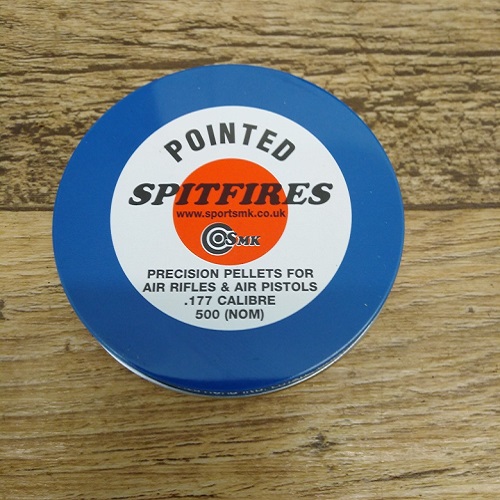 POINTED
SPITFIRES
www.sportsmk.co.uk
SMK
PRECISION PELLETS FOR
AIR RIFLES & AIR PISTOLS
.177 CALIBRE
500 (NOM)